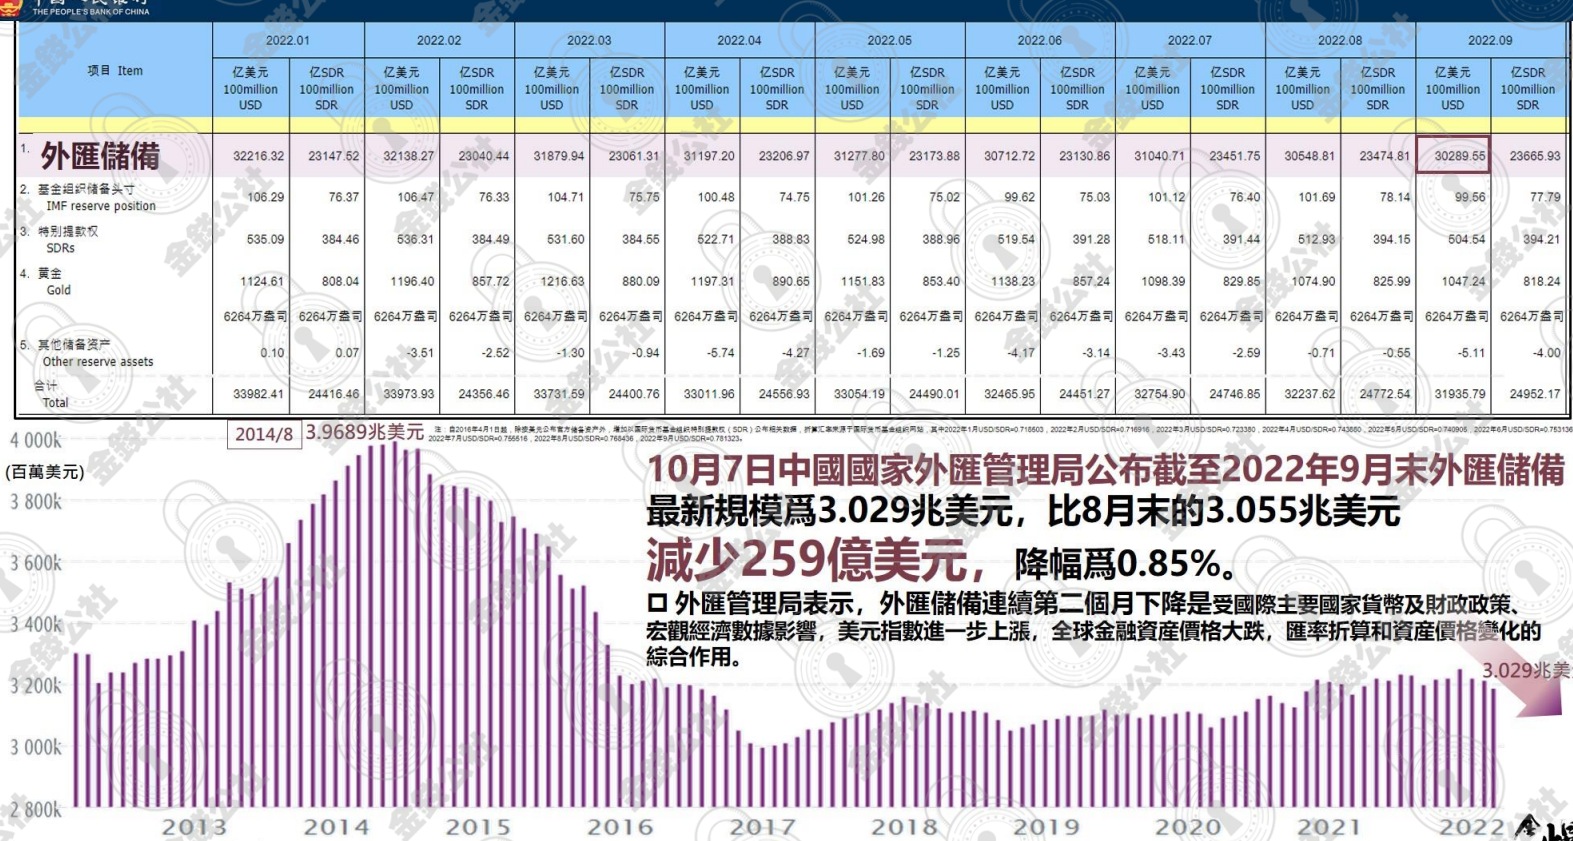 中国人民银行
THE PEOPLE'S BANK OF CHINA
项目 Item 2022.01 2022.02 2022.03 2022.04 2022.05 2022.06 2022.07 2022.08 2022.09
亿美元 亿SDR 亿美元 亿SDR 亿美元 亿SDR 亿美元 亿SDR 亿美元 亿SDR 亿美元 亿SDR 亿美元 亿SDR 亿美元 亿SDR 亿美元 亿SDR
100million 100million 100million 100million 100million 100million 100million 100million 100million 100million 100million 100million 100million 100million 100million 100million 100million 100million
USD SDR USD SDR USD SDR USD SDR USD SDR USD SDR USD SDR USD SDR USD SDR
1. 外匯儲備 32216.32 23147.52 32138.27 23040.44 31879.94 23061.31 31197.20 23206.97 31277.80 23173.88 30712.72 23130.86 31040.71 23451.75 30548.81 23474.81 30289.55 23665.93
2. 基金组织储备头寸
IMF reserve position 106.29 76.37 106.47 76.33 104.71 75.75 100.48 74.75 101.26 75.02 99.62 75.03 101.12 76.40 101.69 78.14 99.56 77.79
3. 特别提款权
SDRs 535.09 384.46 536.31 384.49 531.60 384.55 522.71 388.83 524.98 388.96 519.54 391.28 518.11 391.44 512.93 394.15 504.54 394.21
4. 黄金
Gold 1124.61 808.04 1196.40 857.72 1216.63 880.09 1197.31 890.65 1151.83 853.40 1138.23 857.24 1098.39 829.85 1074.90 825.99 1047.24 818.24
6264万盎司 6264万盎司 6264万盎司 6264万盎司 6264万盎司 6264万盎司 6264万盎司 6264万盎司 6264万盎司 6264万盎司 6264万盎司 6264万盎司 6264万盎司 6264万盎司 6264万盎司 6264万盎司 6264万盎司 6264万盎司
5. 其他储备资产
Other reserve assets 0.10 0.07 -3.51 -2.52 -1.30 -0.94 -5.74 -4.27 -1.69 -1.25 -4.17 -3.14 -3.43 -2.59 -0.71 -0.55 -5.11 -4.00
合计
Total 33982.41 24416.46 33973.93 24356.46 33731.59 24400.76 33011.96 24556.93 33054.19 24490.01 32465.95 24451.27 32754.90 24746.85 32237.62 24772.54 31935.79 24952.17
2014/8 3.9689兆美元
10月7日中國國家外匯管理局公布截至2022年9月末外匯儲備
最新規模爲3.029兆美元，比8月末的3.055兆美元
減少259億美元，降幅爲0.85%。
口 外匯管理局表示，外匯儲備連續第二個月下降是受國際主要國家貨幣及財政政策、
宏觀經濟數據影響，美元指數進一步上漲，全球金融資產價格大跌，匯率折算和資產價格變化的
綜合作用。
3.029兆美
4 000k
(百萬美元)
3 800k
3 600k
3 400k
3 200k
3 000k
2 800k
2013 2014 2015 2016 2017 2018 2019 2020 2021 2022
金錢公社